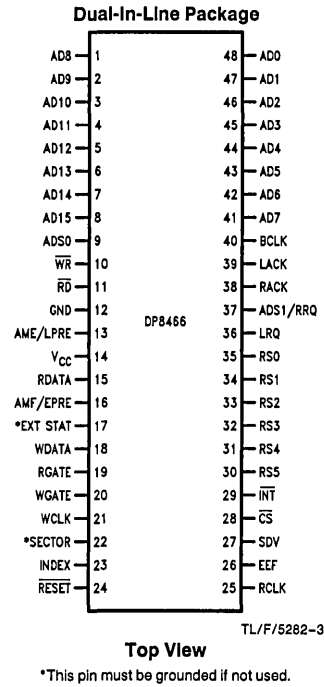 Dual-In-Line Package
AD8 1 48 AD0
AD9 2 47 AD1
AD10 3 46 AD2
AD11 4 45 AD3
AD12 5 44 AD4
AD13 6 43 AD5
AD14 7 42 AD6
AD15 8 41 AD7
ADS0 9 40 BCLK
W̅R̅ 10 39 LACK
R̅D̅ 11 38 RACK
GND 12 37 ADS1/RRQ
DP8466
AME/LPRE 13 36 LRQ
VCC 14 35 RS0
RDATA 15 34 RS1
AMF/EPRE 16 33 RS2
*EXT STAT 17 32 RS3
WDATA 18 31 RS4
RGATE 19 30 RS5
WGATE 20 29 I̅N̅T̅
WCLK 21 28 C̅S̅
*SECTOR 22 27 SDV
INDEX 23 26 EEF
R̅E̅S̅E̅T̅ 24 25 RCLK
TL/F/5282-3
Top View
*This pin must be grounded if not used.